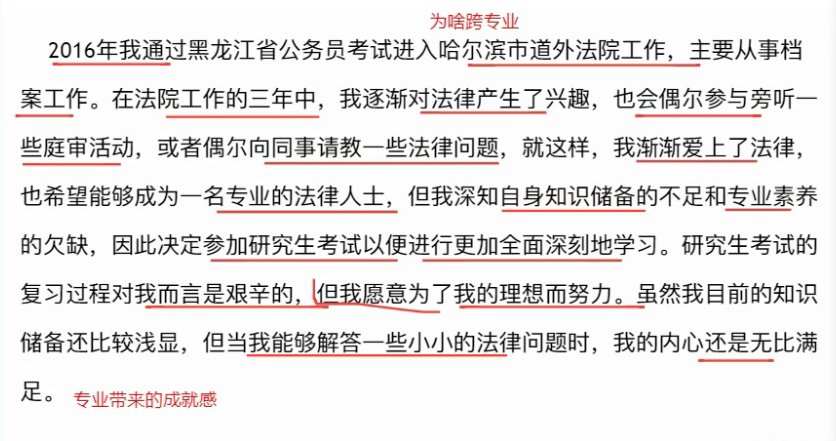 为啥跨专业
2016年我通过黑龙江省公务员考试进入哈尔滨市道外法院工作，主要从事档
案工作。在法院工作的三年中，我逐渐对法律产生了兴趣，也会偶尔参与旁听一
些庭审活动，或者偶尔向同事请教一些法律问题，就这样，我渐渐爱上了法律，
也希望能够成为一名专业的法律人士，但我深知自身知识储备的不足和专业素养
的欠缺，因此决定参加研究生考试以便进行更加全面深刻地学习。研究生考试的
复习过程对我而言是艰辛的，但我愿意为了我的理想而努力。虽然我目前的知识
储备还比较浅显，但当我能够解答一些小小的法律问题时，我的内心还是无比满
足。
专业带来的成就感